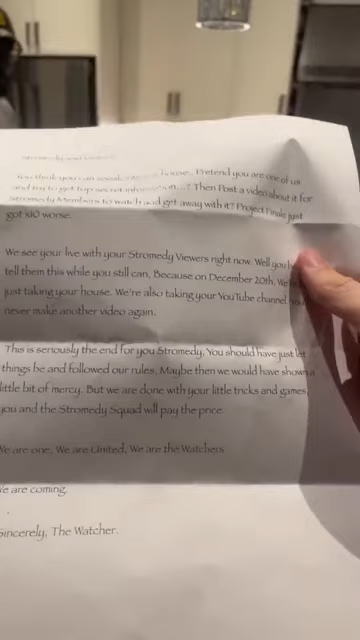 Stromedy and
you think you can sneak house. Pretend you are one of us
and try to get top secret information...? Then Post a video about it for
Stromedy Members to watch and get away with it? Project Finale just
got x10 worse.
We see your live with your Stromedy Viewers right now. Well you
tell them this while you still can, Because on December 20th, We
just taking your house. We're also taking your YouTube channel
never make another video again.
This is seriously the end for you Stromedy, You should have just let
things be and followed our rules, Maybe then we would have shown a
little bit of mercy. But we are done with your little tricks and games,
you and the Stromedy Squad will pay the price.
We are one, We are United, We are the Watchers
We are coming,
.
Sincerely, The Watcher.